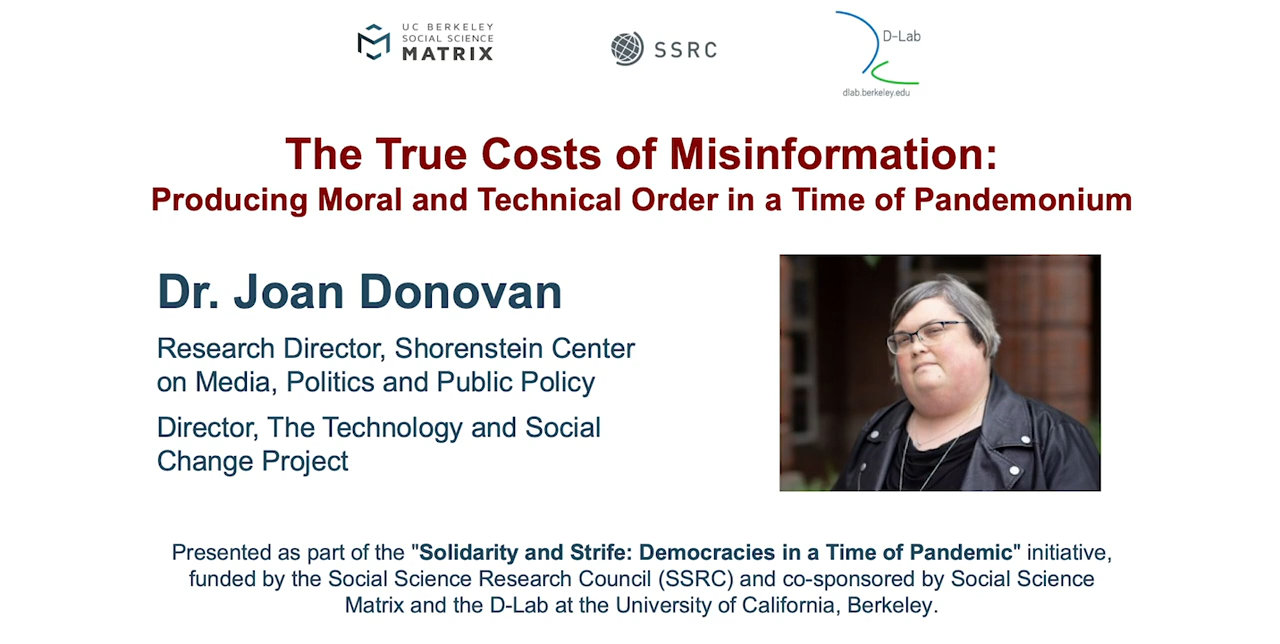 UC BERKELEY
SOCIAL SCIENCE
MATRIX
SSRC
D-Lab
dlab.berkeley.edu
The True Costs of Misinformation:
Producing Moral and Technical Order in a Time of Pandemonium
Dr. Joan Donovan
Research Director, Shorenstein Center
on Media, Politics and Public Policy
Director, The Technology and Social
Change Project
Presented as part of the "Solidarity and Strife: Democracies in a Time of Pandemic" initiative,
funded by the Social Science Research Council (SSRC) and co-sponsored by Social Science
Matrix and the D-Lab at the University of California, Berkeley.